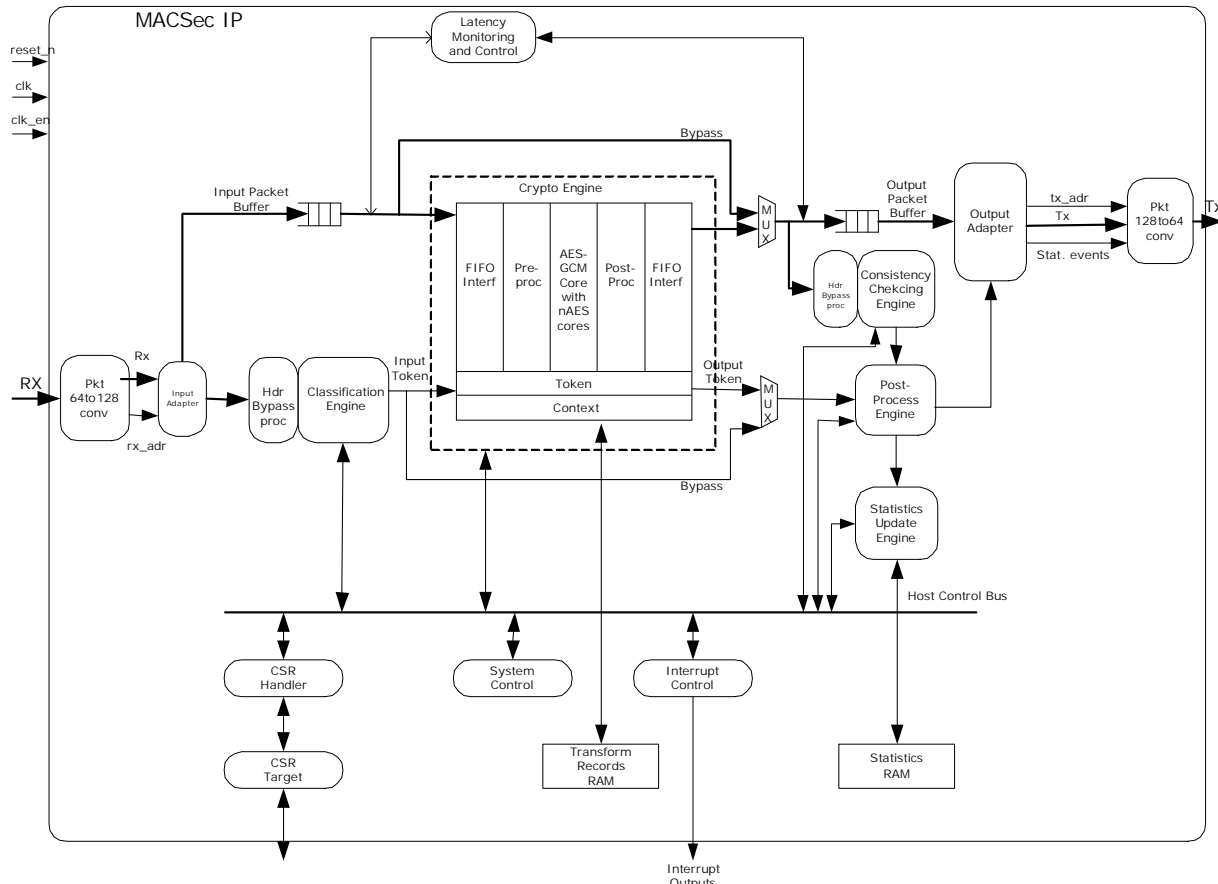 MACSec IP
reset_n
clk
clk_en
Latency
Monitoring
and Control
Bypass
Input Packet
Buffer
Crypto Engine
FIFO
Interf
Pre-
proc
AES-
GCM
Core
with
nAES
cores
Post-
Proc
FIFO
Interf
Token
Context
M
U
X
Output
Packet
Buffer
Output
Adapter
tx_adr
Tx
Stat. events
Pkt
128to64
conv
Tx
Hdr
Bypass
proc
Consistency
Chekcing
Engine
RX
Pkt
64to128
conv
Rx
rx_adr
Input
Adapter
Hdr
Bypass
proc
Classification
Engine
Input
Token
Output
Token
M
U
X
Bypass
Post-
Process
Engine
Statistics
Update
Engine
Host Control Bus
CSR
Handler
System
Control
Interrupt
Control
CSR
Target
Transform
Records
RAM
Statistics
RAM
Interrupt
Outputs